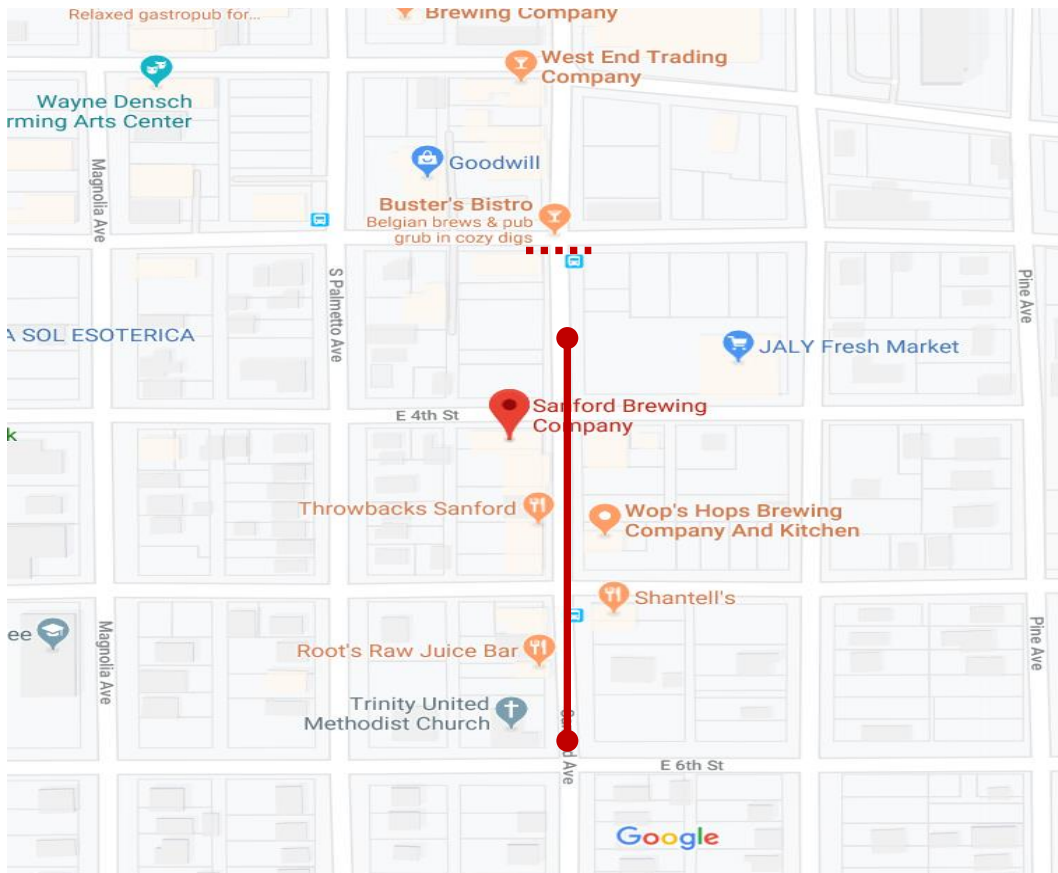 Relaxed gastropub for...
Brewing Company
West End Trading
Company
Wayne Densch
rming Arts Center
Goodwill
Magnolia Ave
Buster's Bistro
Belgian brews & pub
grub in cozy digs
S Palmetto Ave
Pine Ave
A SOL ESOTERICA
JALY Fresh Market
E 4th St
Sanford Brewing
Company
k
Throwbacks Sanford
Wop's Hops Brewing
Company And Kitchen
Shantell's
ee
Magnolia Ave
Root's Raw Juice Bar
Pine Ave
Trinity United
Methodist Church
Ave
E 6th St
Google